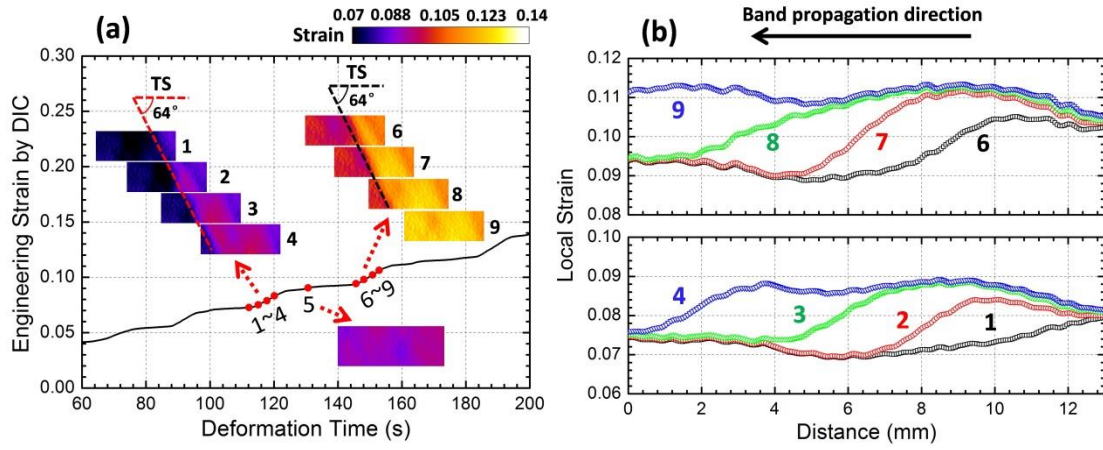 (a)
Strain
0.07 0.088 0.105 0.123 0.14
TS
64°
1
2
3
4
TS
64°
6
7
8
9
1~4
5
6~9
0.30
0.25
0.20
0.15
0.10
0.05
0.00
Engineering Strain by DIC
60 80 100 120 140 160 180 200
Deformation Time (s)
(b)
Band propagation direction
0.11
0.10
0.09
0.08
9
8
7
6
0.10
0.09
0.08
0.07
0.06
4
3
2
1
Local Strain
0 2 4 6 8 10 12
Distance (mm)